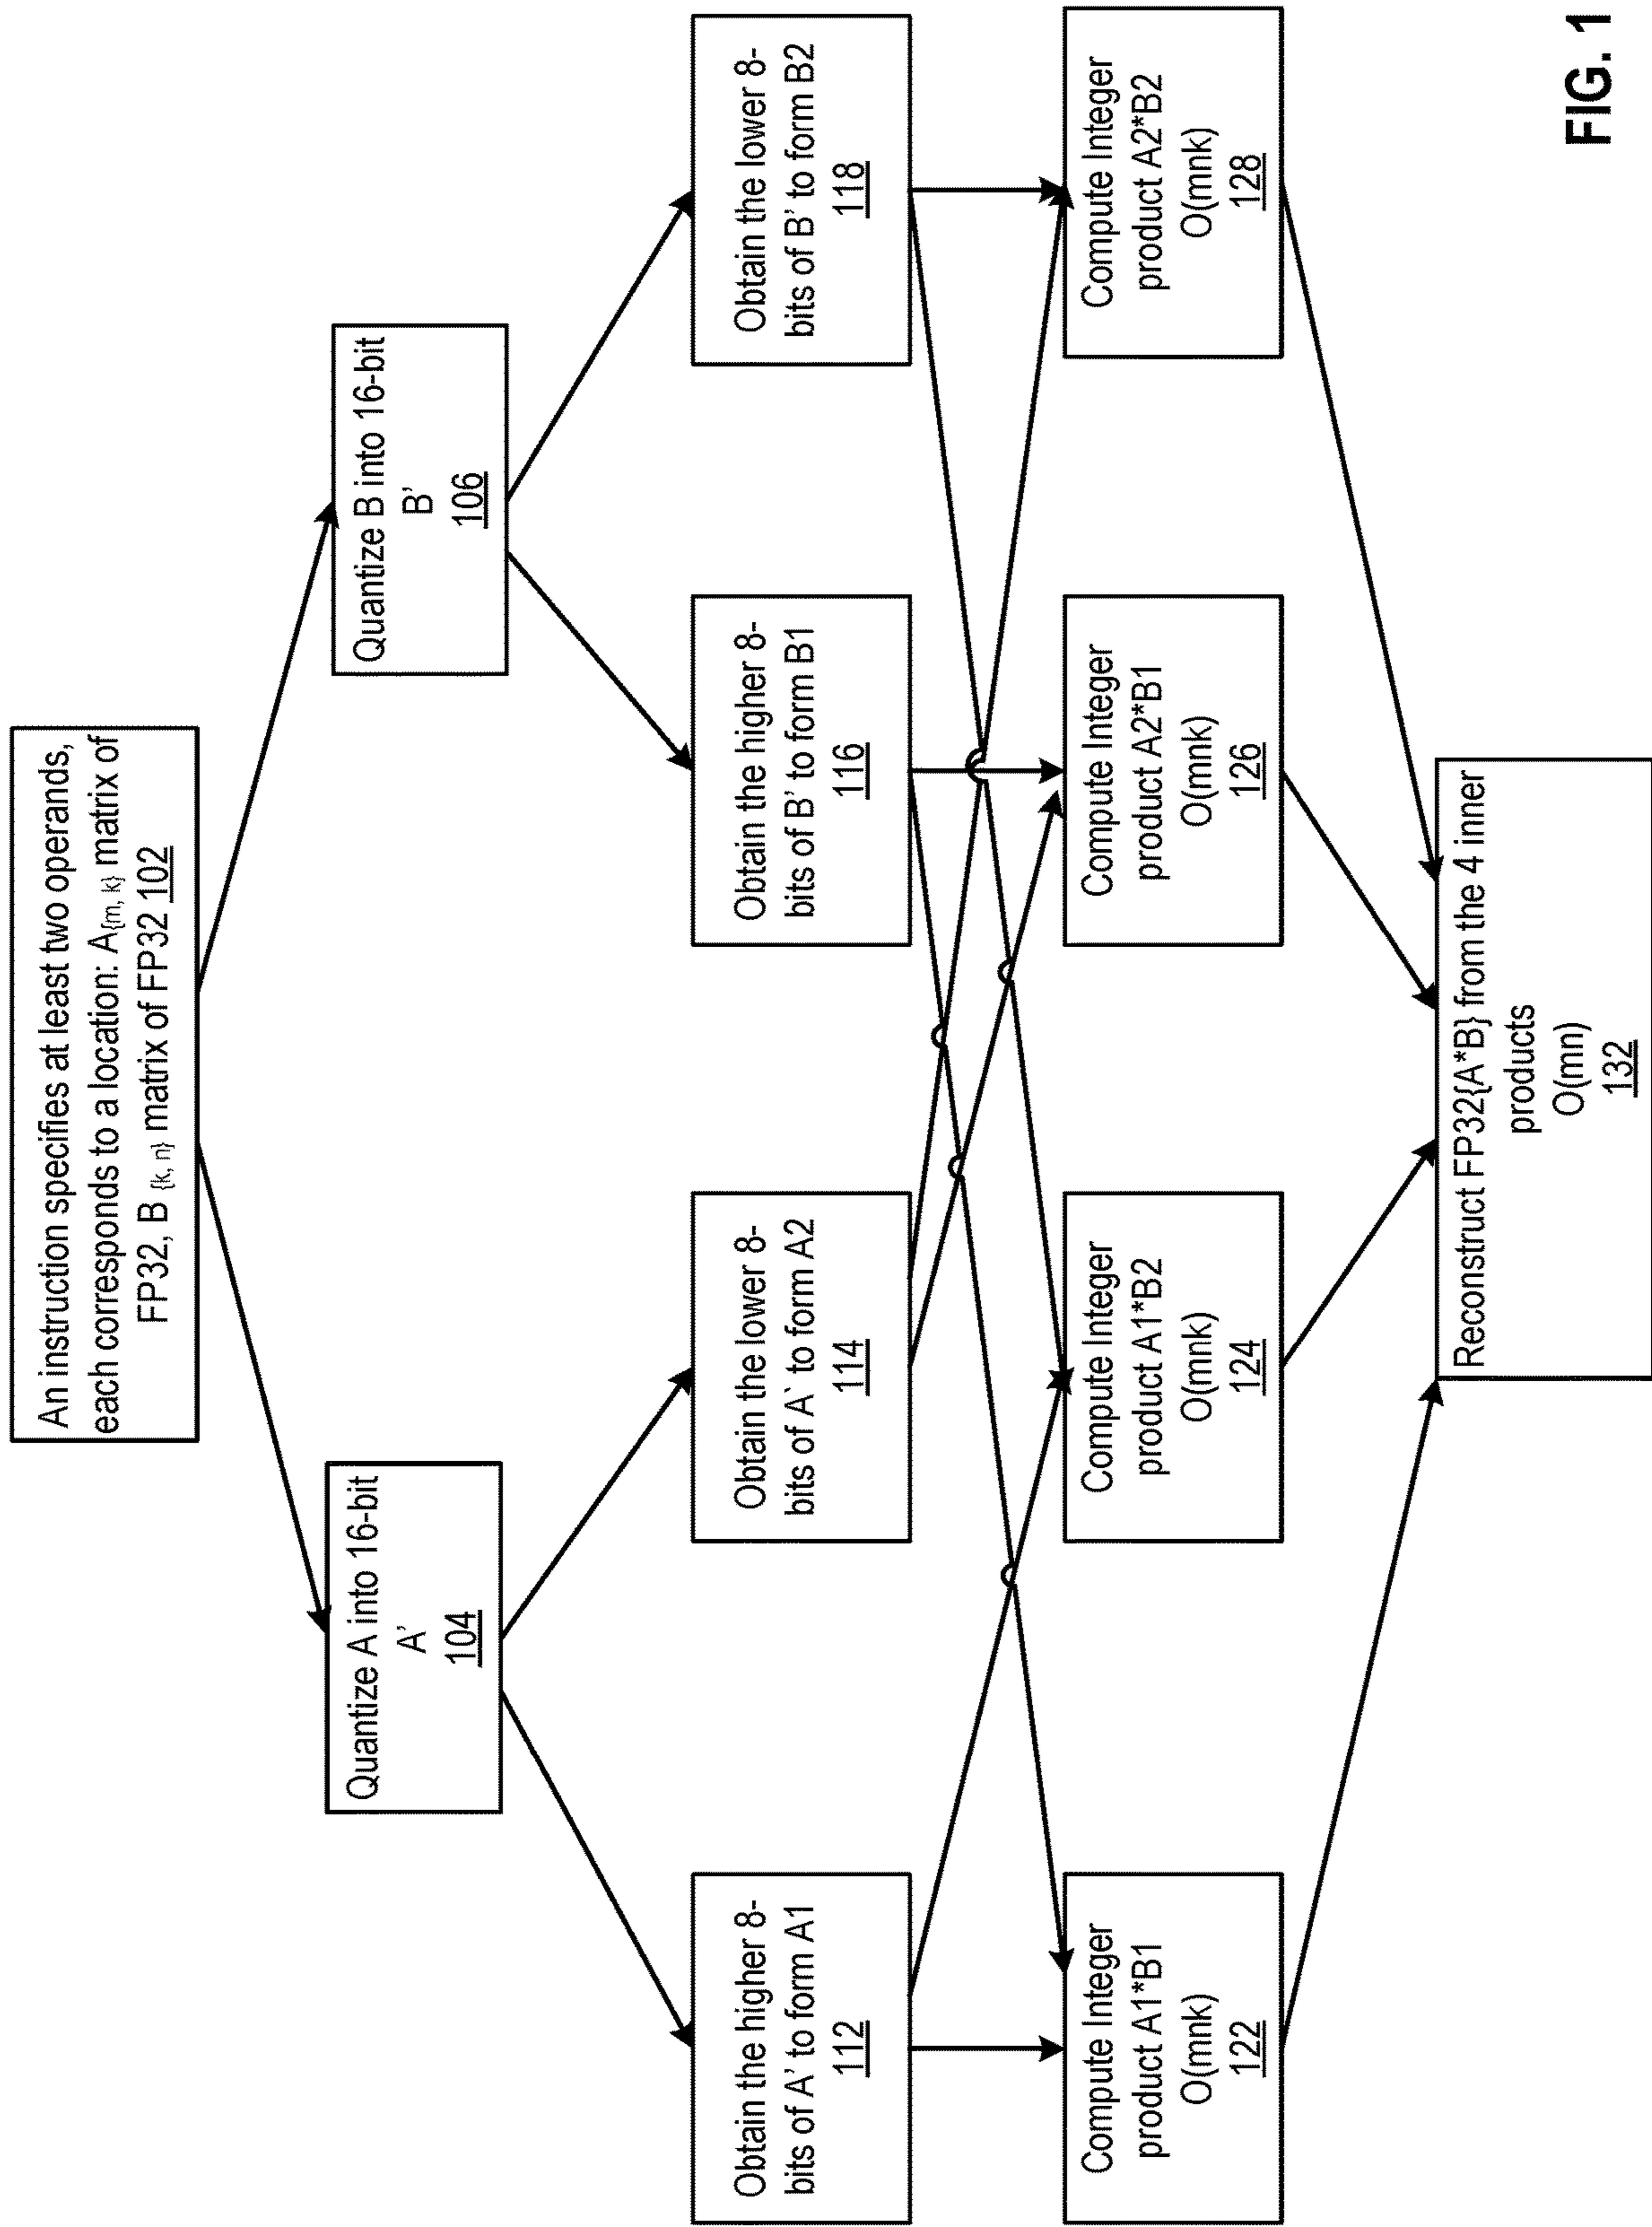 An instruction specifies at least two operands,
each corresponds to a location: A{m, k} matrix of
FP32, B {k, n} matrix of FP32 102
Quantize A into 16-bit
A'
104
Quantize B into 16-bit
B'
106
Obtain the higher 8-
bits of A' to form A1
112
Obtain the lower 8-
bits of A` to form A2
114
Obtain the higher 8-
bits of B' to form B1
116
Obtain the lower 8-
bits of B' to form B2
118
Compute Integer
product A1*B1
O(mnk)
122
Compute Integer
product A1*B2
O(mnk)
124
Compute Integer
product A2*B1
O(mnk)
126
Compute Integer
product A2*B2
O(mnk)
128
Reconstruct FP32{A*B} from the 4 inner
products
O(mn)
132
FIG. 1